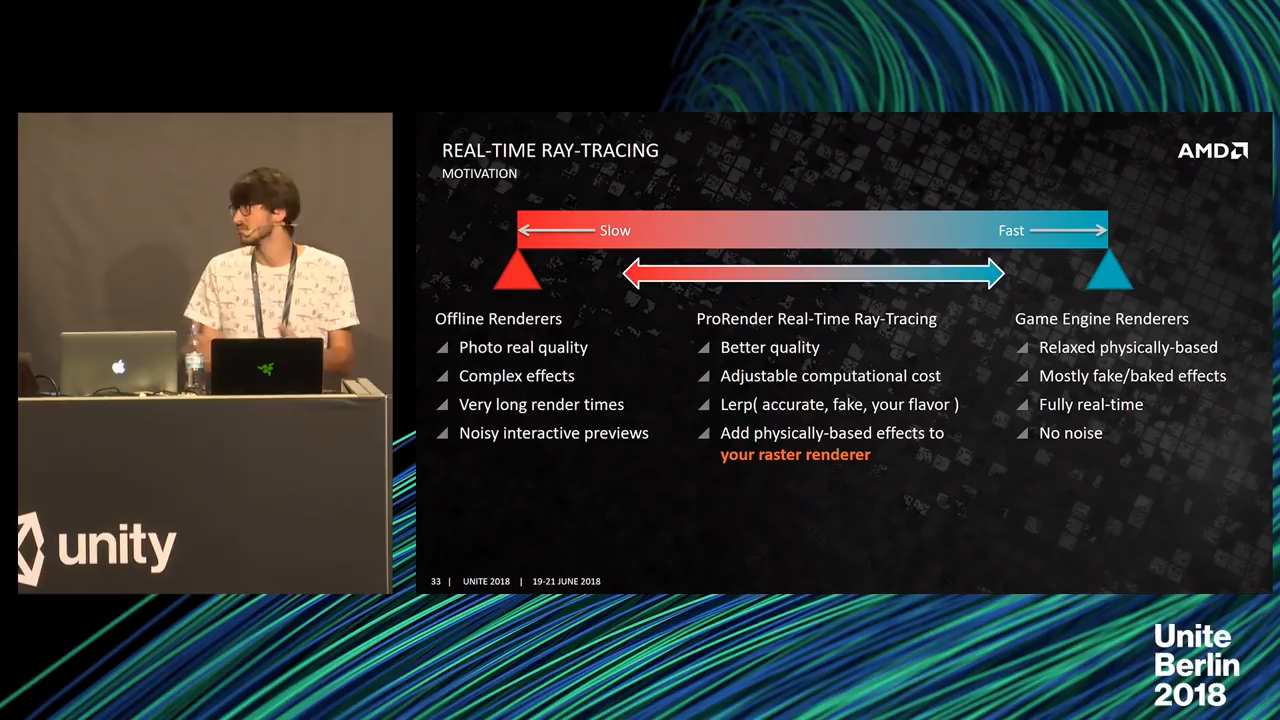 REAL-TIME RAY-TRACING
MOTIVATION
AMD
Slow
Fast
Offline Renderers
Photo real quality
Complex effects
Very long render times
Noisy interactive previews
ProRender Real-Time Ray-Tracing
Better quality
Adjustable computational cost
Lerp( accurate, fake, your flavor )
Add physically-based effects to
your raster renderer
Game Engine Renderers
Relaxed physically-based
Mostly fake/baked effects
Fully real-time
No noise
33 | UNITE 2018 | 19-21 JUNE 2018
unity
Unite
Berlin
2018